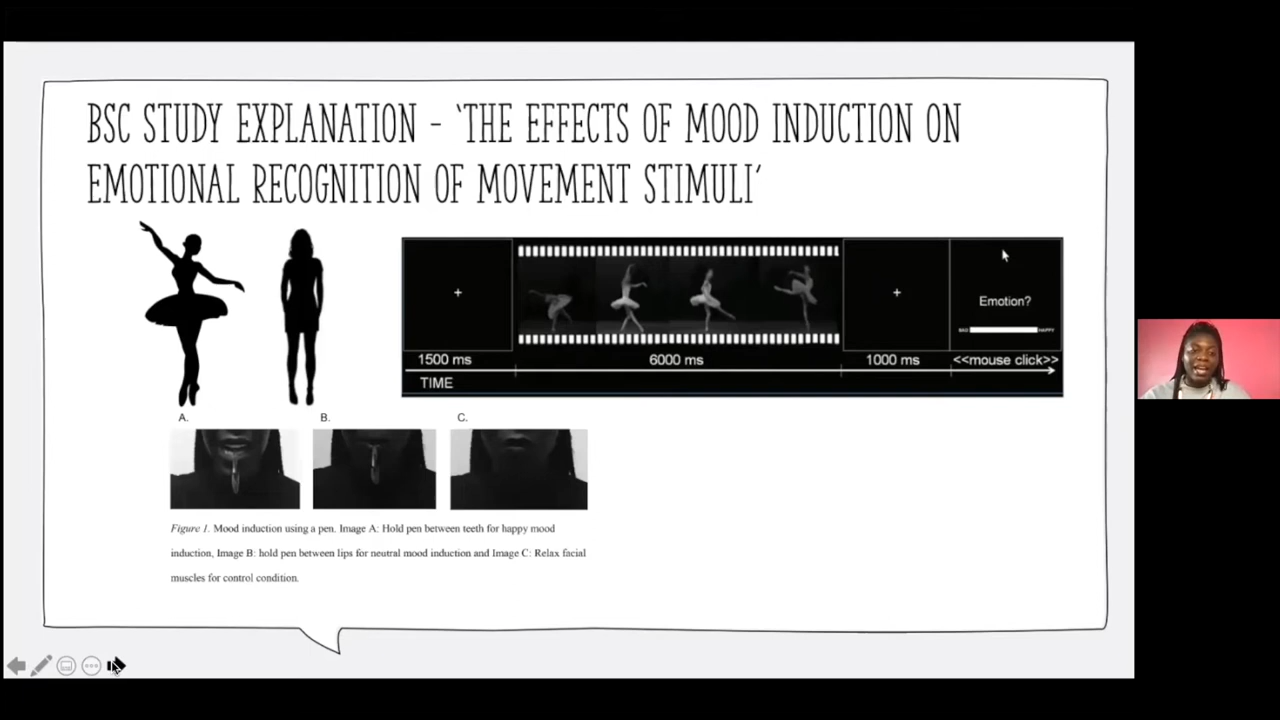 BSC STUDY EXPLANATION - ‘THE EFFECTS OF MOOD INDUCTION ON
EMOTIONAL RECOGNITION OF MOVEMENT STIMULI’
+
+
Emotion?
SAD
HAPPY
1500 ms
6000 ms
1000 ms
<<mouse click>>
TIME
A.
B.
C.
Figure 1. Mood induction using a pen. Image A: Hold pen between teeth for happy mood
induction, Image B: hold pen between lips for neutral mood induction and Image C: Relax facial
muscles for control condition.